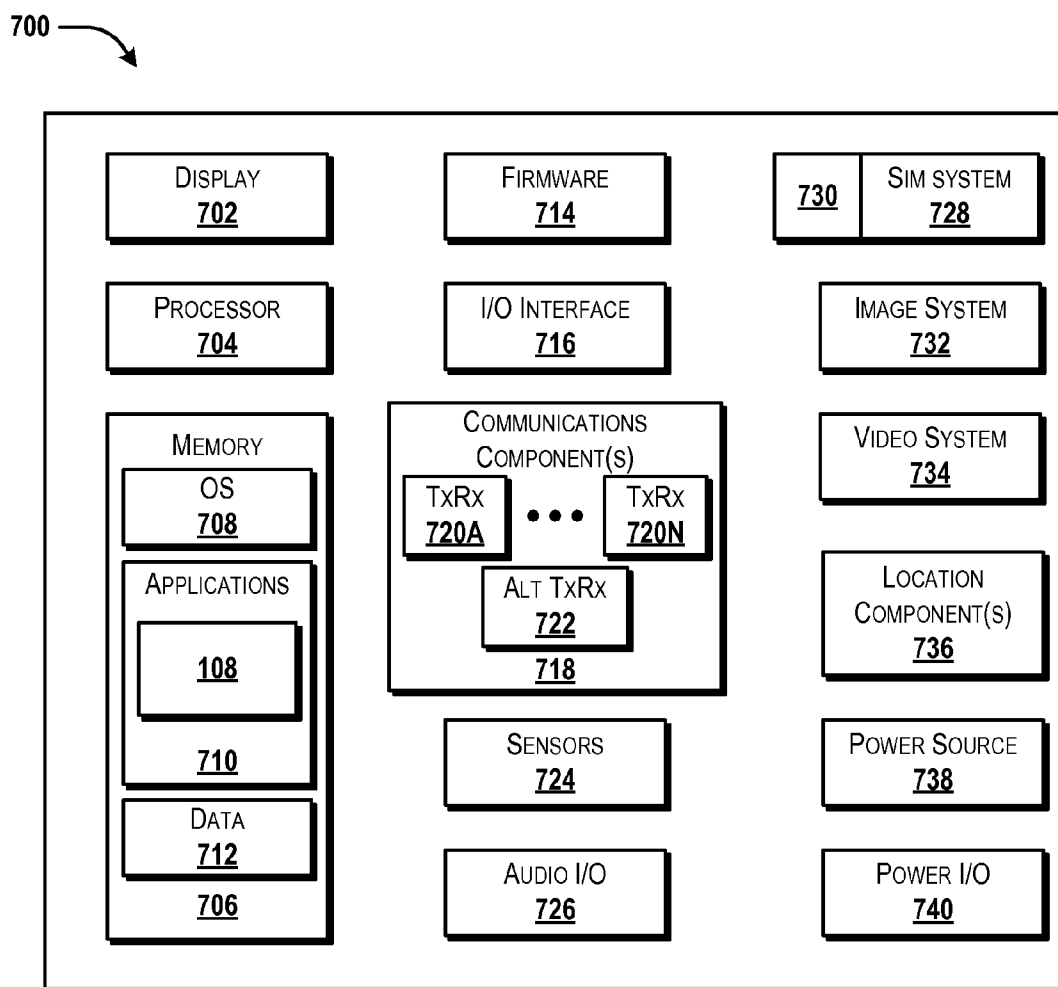 700
DISPLAY
702
FIRMWARE
714
730
SIM SYSTEM
728
PROCESSOR
704
I/O INTERFACE
716
IMAGE SYSTEM
732
MEMORY
OS
708
APPLICATIONS
108
710
DATA
712
706
COMMUNICATIONS
COMPONENT(S)
TXRX
720A
TXRX
720N
ALT TXRX
722
718
VIDEO SYSTEM
734
LOCATION
COMPONENT(S)
736
SENSORS
724
POWER SOURCE
738
AUDIO I/O
726
POWER I/O
740